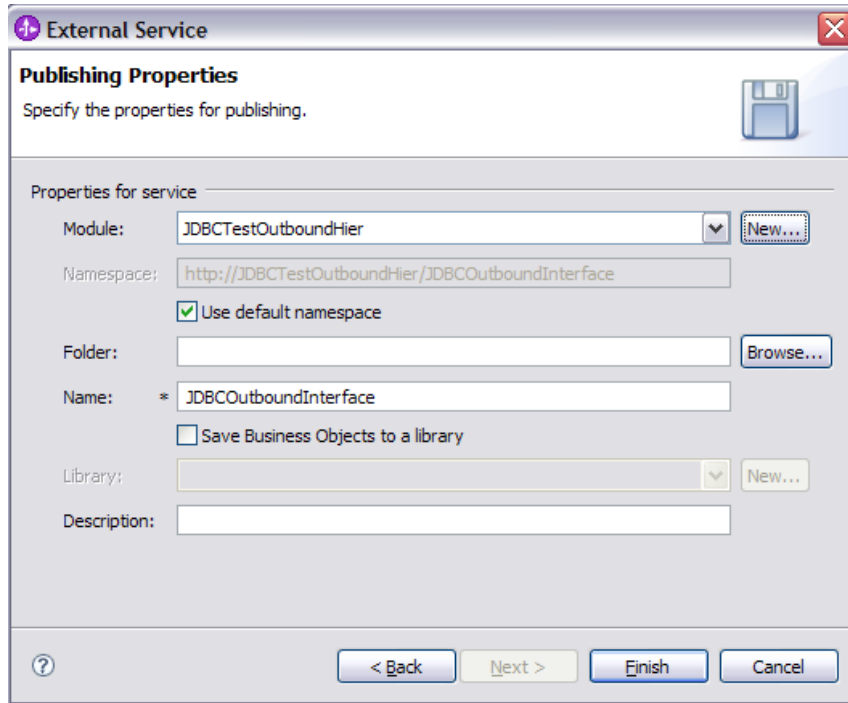 External Service
Publishing Properties
Specify the properties for publishing.
Properties for service
Module: JDBCTestOutboundHier New...
Namespace: http://JDBCTestOutboundHier/JDBCOutboundInterface
Use default namespace
Folder: Browse...
Name: * JDBCOutboundInterface
Save Business Objects to a library
Library: New...
Description:
? < Back Next > Finish Cancel